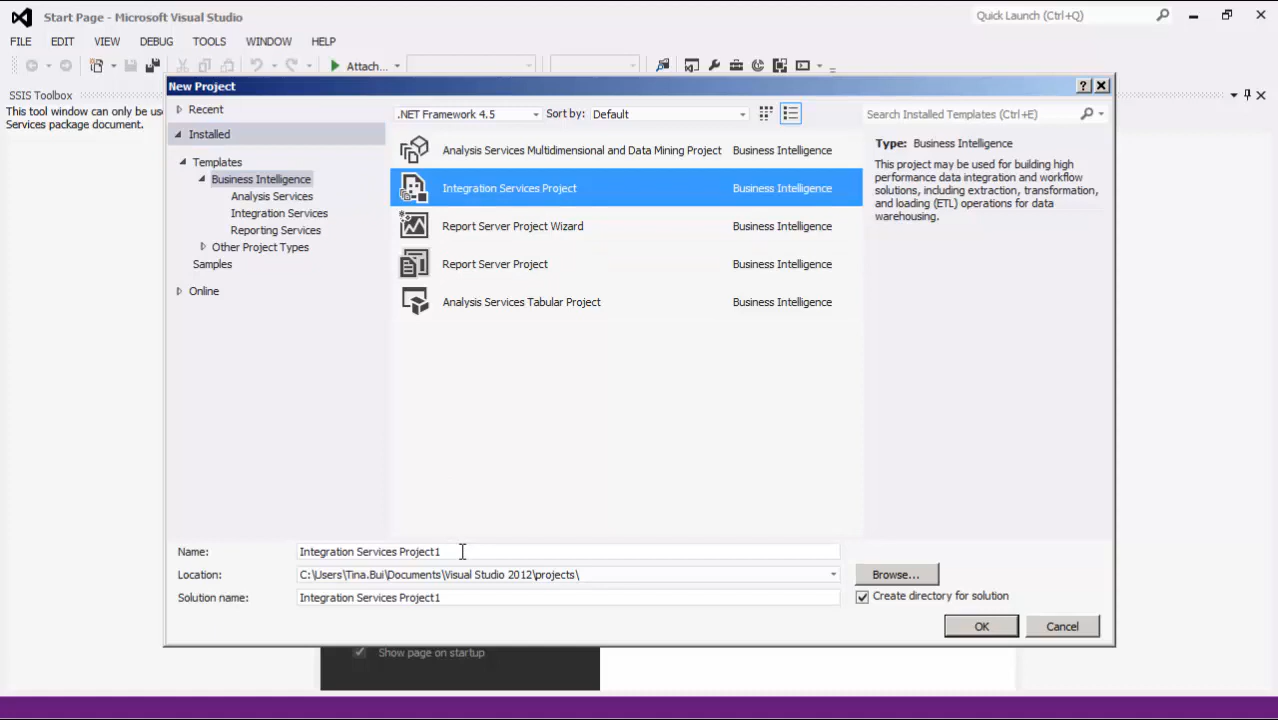 Start Page - Microsoft Visual Studio
Quick Launch (Ctrl+Q)
FILE EDIT VIEW DEBUG TOOLS WINDOW HELP
Attach...
SSIS Toolbox
This tool window can only be use
Services package document.
New Project
Recent
Installed
Templates
Business Intelligence
Analysis Services
Integration Services
Reporting Services
Other Project Types
Samples
Online
.NET Framework 4.5 Sort by: Default
Search Installed Templates (Ctrl+E)
Analysis Services Multidimensional and Data Mining Project Business Intelligence
Integration Services Project Business Intelligence
Report Server Project Wizard Business Intelligence
Report Server Project Business Intelligence
Analysis Services Tabular Project Business Intelligence
Type: Business Intelligence
This project may be used for building high
performance data integration and workflow
solutions, including extraction, transformation,
and loading (ETL) operations for data
warehousing.
Name: Integration Services Project1
Location: C:\Users\Tina.Bui\Documents\Visual Studio 2012\projects\
Browse...
Solution name: Integration Services Project1
Create directory for solution
OK Cancel
Show page on startup